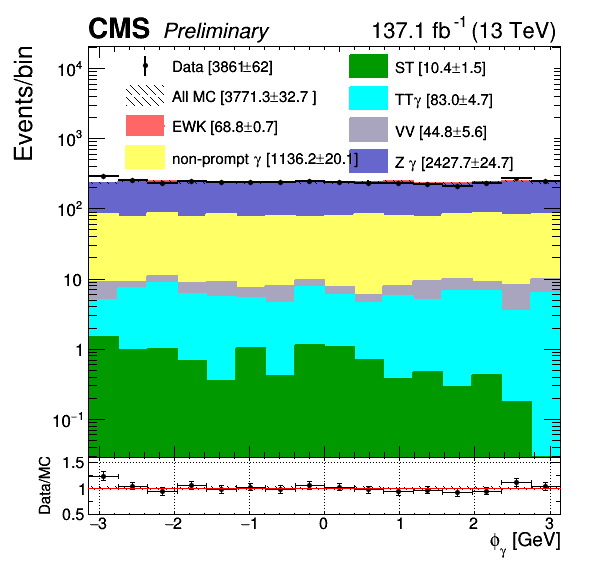 CMS Preliminary 137.1 fb⁻¹ (13 TeV)
Events/bin
10⁴
10³
10²
10
1
10⁻¹
Data [3861±62]
All MC [3771.3±32.7 ]
EWK [68.8±0.7]
non-prompt γ [1136.2±20.1]
ST [10.4±1.5]
TTγ [83.0±4.7]
VV [44.8±5.6]
Z γ [2427.7±24.7]
Data/MC
1.5
1
0.5
−3 −2 −1 0 1 2 3
ϕγ [GeV]